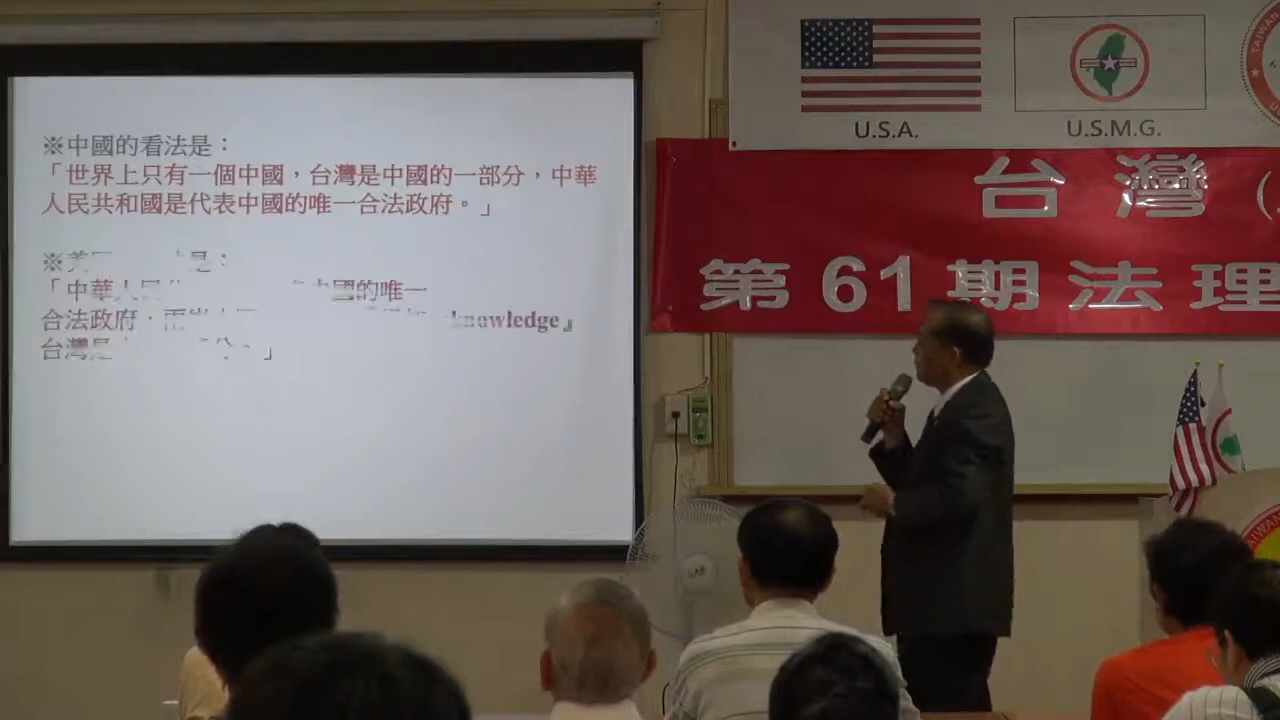 ※中國的看法是：
「世界上只有一個中國，台灣是中國的一部分，中華
人民共和國是代表中國的唯一合法政府。」
※美
「中華人民 中國的唯一
合法政府， knowledge』
台灣是 」
U.S.A.
U.S.M.G.
TAIWAN
台灣
第61期法理